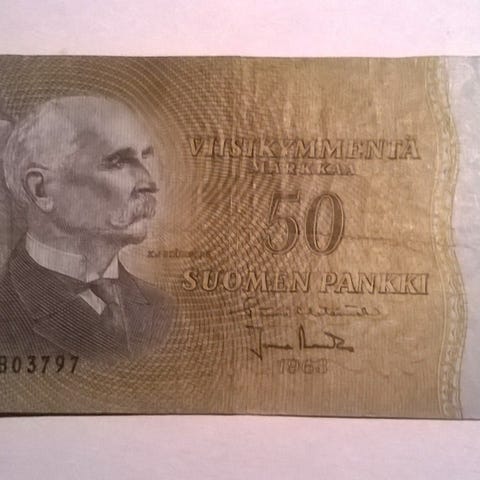 VIISIKYMMENTÄ
MARKKAA
50
SUOMEN PANKKI
1963
803797